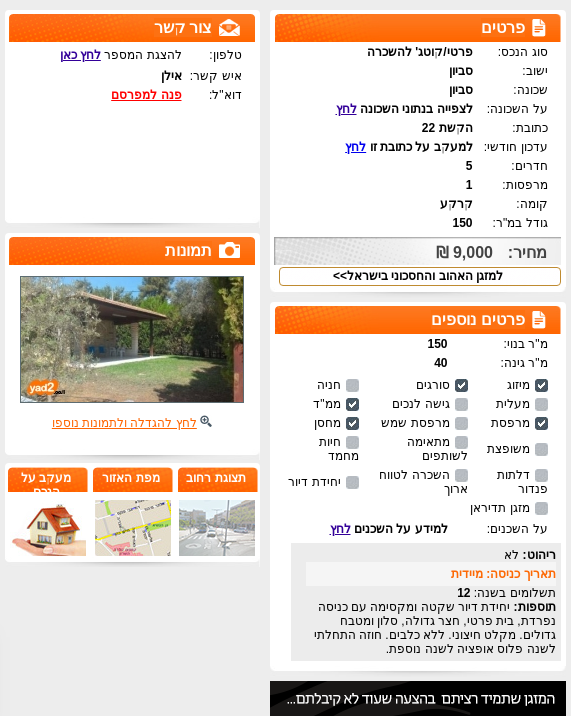 פרטים
סוג הנכס: פרטי/קוטג' להשכרה
ישוב: סביון
שכונה: סביון
על השכונה: לצפייה בנתוני השכונה לחץ
כתובת: הקשת 22
עדכון חודשי: למעקב על כתובת זו לחץ
חדרים: 5
מרפסות: 1
קומה: קרקע
גודל במ"ר: 150
מחיר: 9,000 ₪
למזגן האהוב והחסכוני בישראל>>
פרטים נוספים
מ"ר בנוי: 150
מ"ר גינה: 40
מיזוג סורגים חניה
מעלית גישה לנכים ממ"ד
מרפסת מרפסת שמש מחסן
משופצת מתאימה לשותפים חיות מחמד
דלתות פנדור השכרה לטווח ארוך יחידת דיור
מזגן תדיראן
על השכנים: למידע על השכנים לחץ
ריהוט: לא
תאריך כניסה: מיידית
תשלומים בשנה: 12
תוספות: יחידת דיור שקטה ומקסימה עם כניסה
נפרדת, בית פרטי, חצר גדולה, סלון ומטבח
גדולים. מקלט חיצוני. ללא כלבים. חוזה התחלתי
לשנה פלוס אופציה לשנה נוספת.
המזגן שתמיד רציתם בהצעה שעוד לא קיבלתם...
צור קשר
טלפון: להצגת המספר לחץ כאן
איש קשר: אילן
דוא"ל: פנה למפרסם
תמונות
yad2
לחץ להגדלה ולתמונות נוספו
תצוגת רחוב
מפת האזור
מעקב על
הנכס